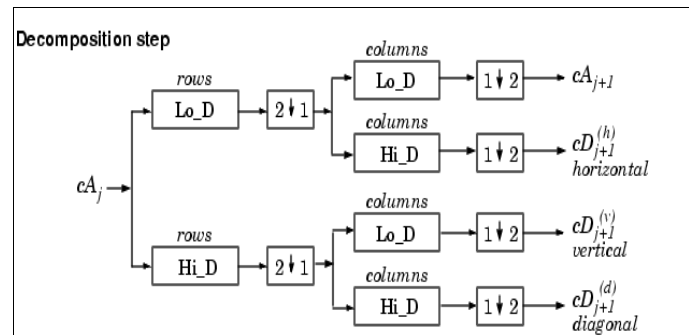 Decomposition step
columns
rows
Lo_D
1 ↓ 2
cA_{j+1}
Lo_D
2 ↓ 1
columns
Hi_D
1 ↓ 2
cD_{j+1}^{(h)}
horizontal
cA_j
columns
rows
Lo_D
1 ↓ 2
cD_{j+1}^{(v)}
vertical
Hi_D
2 ↓ 1
columns
Hi_D
1 ↓ 2
cD_{j+1}^{(d)}
diagonal